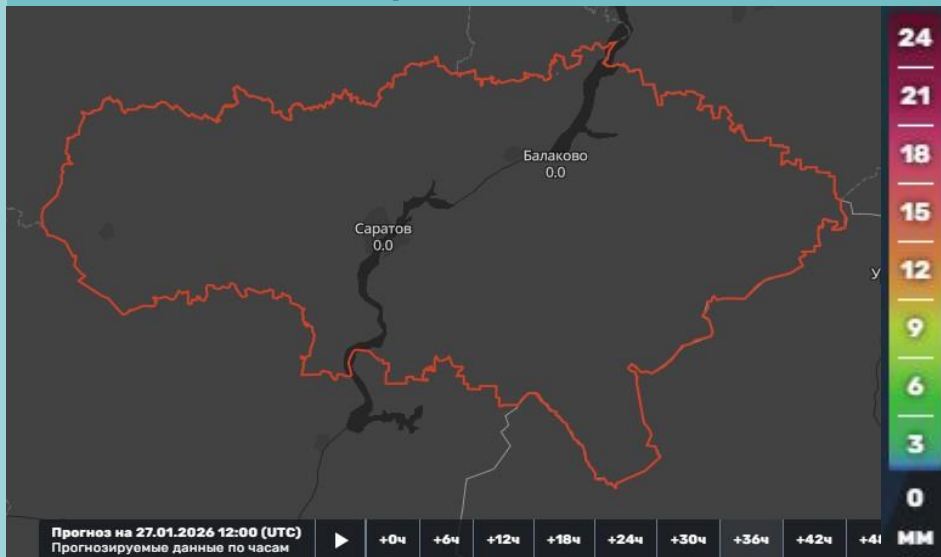 24
21
18
Балаково
0.0
15
Саратов
0.0
У
12
9
6
3
0
Прогноз на 27.01.2026 12:00 (UTC)
Прогнозируемые данные по часам
+0ч +6ч +12ч +18ч +24ч +30ч +36ч +42ч
мм